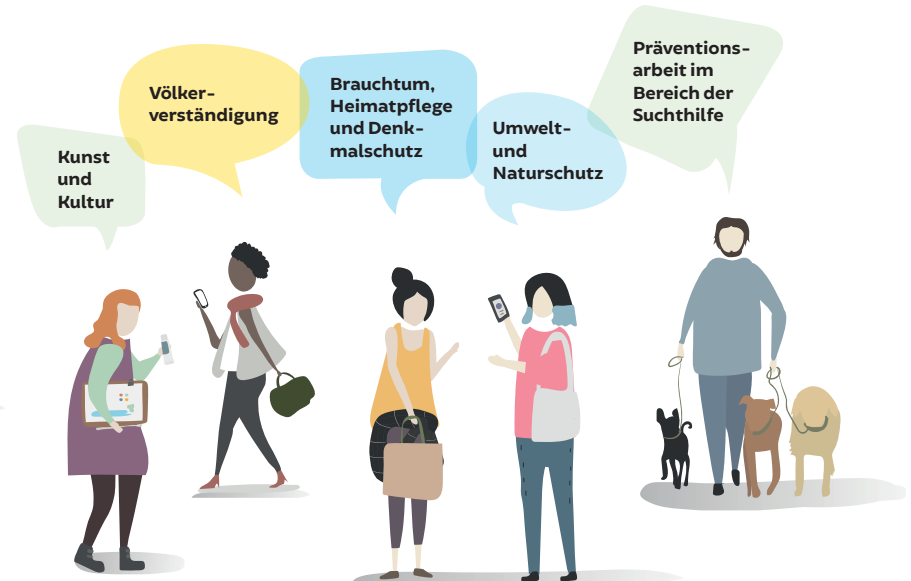 Kunst
und
Kultur
Völker-
verständigung
Brauchtum,
Heimatpflege
und Denk-
malschutz
Umwelt-
und
Naturschutz
Präventions-
arbeit im
Bereich der
Suchthilfe